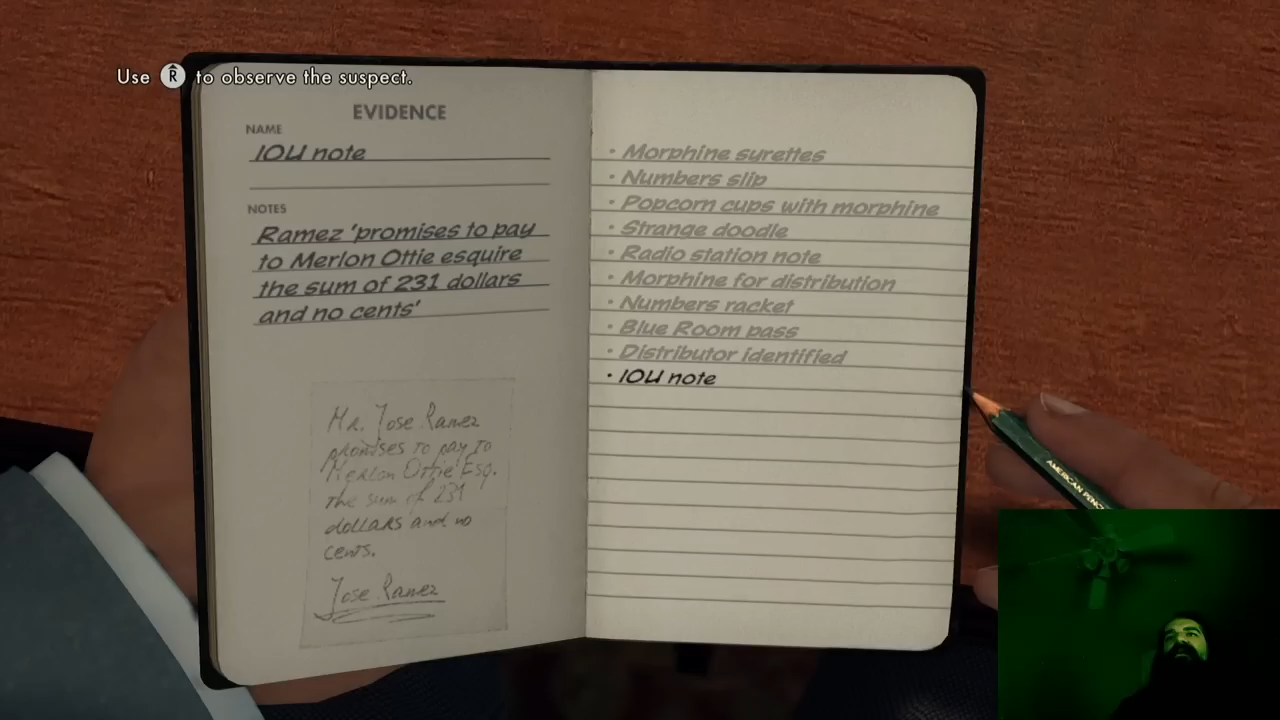 Use R to observe the suspect.
EVIDENCE
NAME
IOU note
NOTES
Ramez 'promises to pay
to Merlon Ottie esquire
the sum of 231 dollars
and no cents'
Mr. Jose Ramez
promises to pay to
Merlon Ottie Esq.
the sum of 231
dollars and no
cents.
Jose Ramez
• Morphine surettes
• Numbers slip
• Popcorn cups with morphine
• Strange doodle
• Radio station note
• Morphine for distribution
• Numbers racket
• Blue Room pass
• Distributor identified
• IOU note
AMERICAN PENC